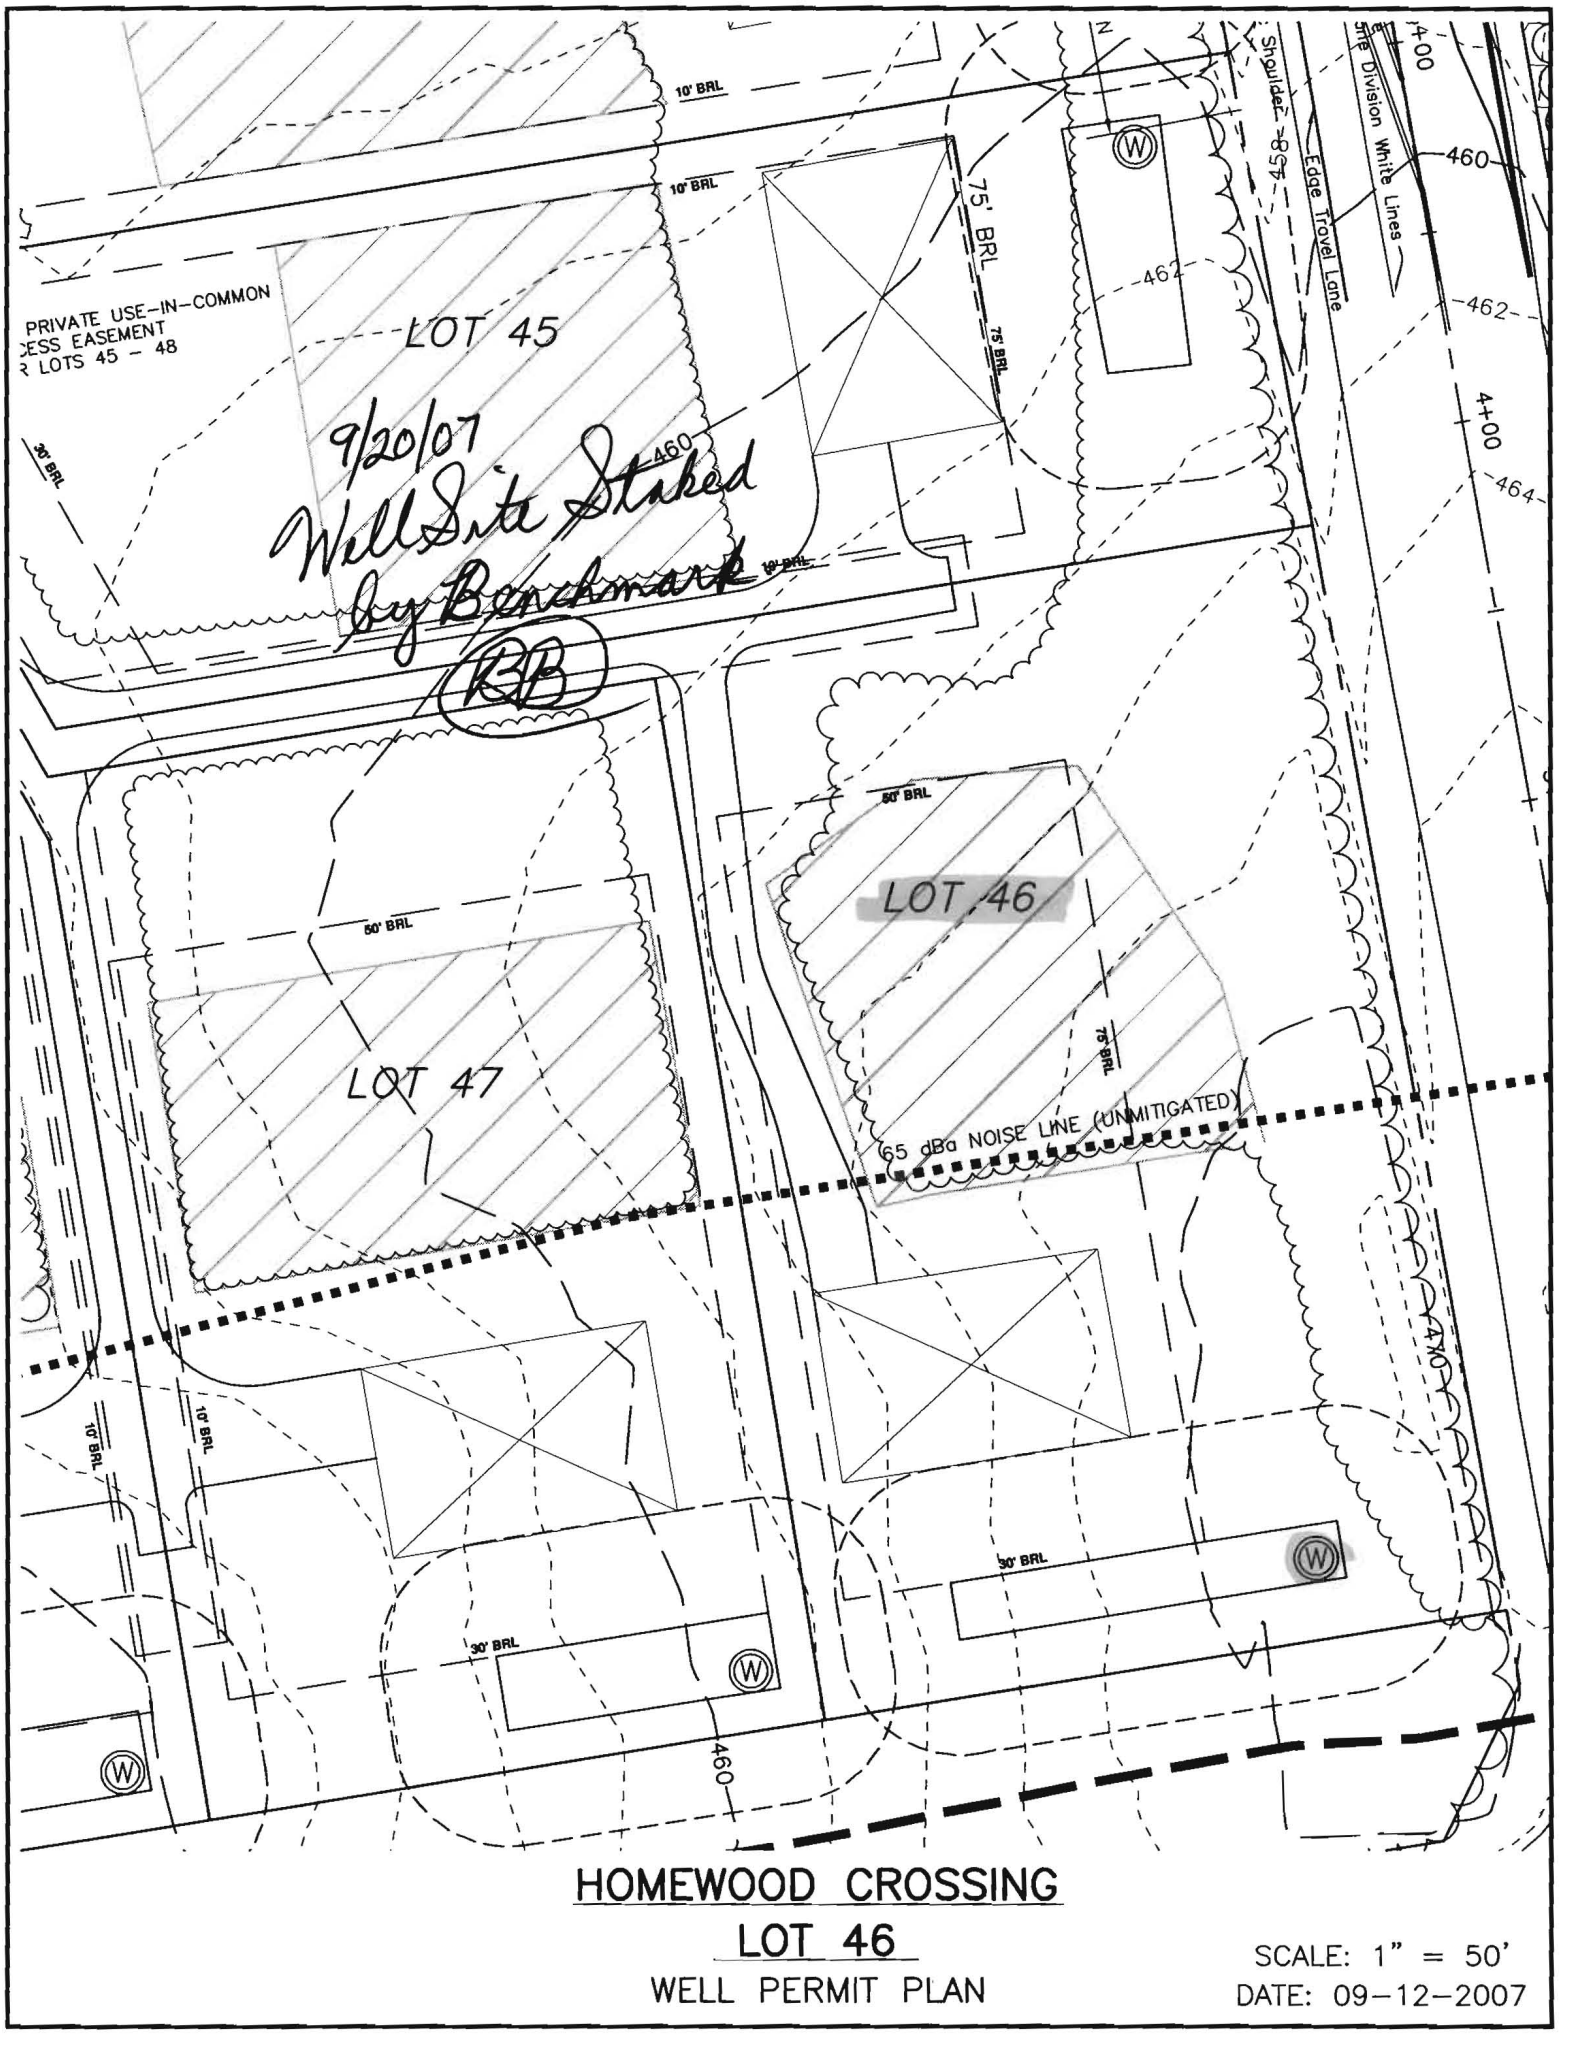 10' BRL
Shoulder
458
Edge Travel Lane
Division White Lines
4+00
460
N
W
10' BRL
75' BRL
75' BRL
462
462
PRIVATE USE-IN-COMMON
CESS EASEMENT
R LOTS 45 - 48
LOT 45
30' BRL
9/20/07
460
Well Site Staked
by Benchmark
BB
10' BRL
4+00
464
50' BRL
LOT 46
50' BRL
LOT 47
75' BRL
65 dBa NOISE LINE (UNMITIGATED)
10' BRL
10' BRL
30' BRL
W
30' BRL
W
W
460
HOMEWOOD CROSSING
LOT 46
WELL PERMIT PLAN
SCALE: 1" = 50'
DATE: 09-12-2007